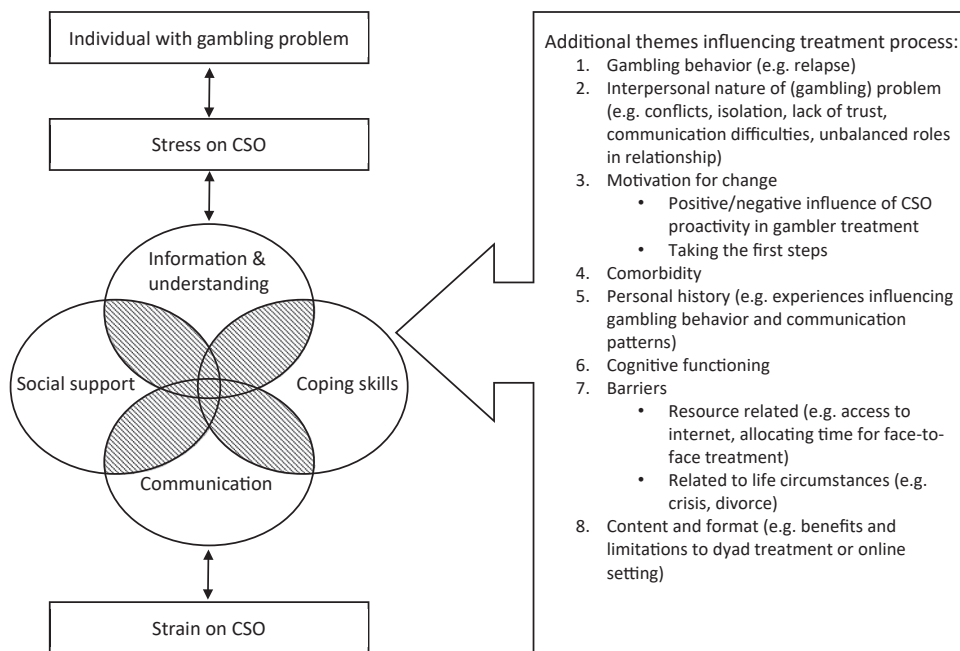 Individual with gambling problem
Stress on CSO
Information &
understanding
Social support
Coping skills
Communication
Strain on CSO
Additional themes influencing treatment process:
1. Gambling behavior (e.g. relapse)
2. Interpersonal nature of (gambling) problem
(e.g. conflicts, isolation, lack of trust,
communication difficulties, unbalanced roles
in relationship)
3. Motivation for change
• Positive/negative influence of CSO
proactivity in gambler treatment
• Taking the first steps
4. Comorbidity
5. Personal history (e.g. experiences influencing
gambling behavior and communication
patterns)
6. Cognitive functioning
7. Barriers
• Resource related (e.g. access to
internet, allocating time for face-to-
face treatment)
• Related to life circumstances (e.g.
crisis, divorce)
8. Content and format (e.g. benefits and
limitations to dyad treatment or online
setting)